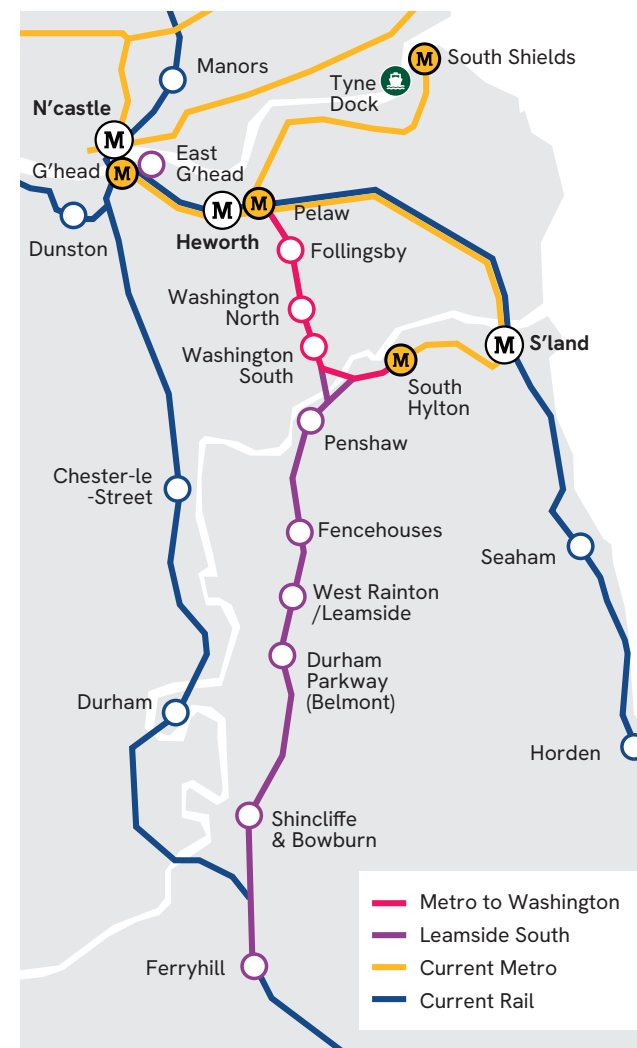 Manors
South Shields
Tyne
Dock
M
N'castle
M
G'head
M
East
G'head
M
M
Pelaw
Dunston
Heworth
Follingsby
Washington
North
Washington
South
M
S'land
M
South
Hylton
Penshaw
Chester-le
-Street
Fencehouses
Seaham
West Rainton
/Leamside
Durham
Parkway
(Belmont)
Durham
Horden
Shincliffe
& Bowburn
Ferryhill
Metro to Washington
Leamside South
Current Metro
Current Rail